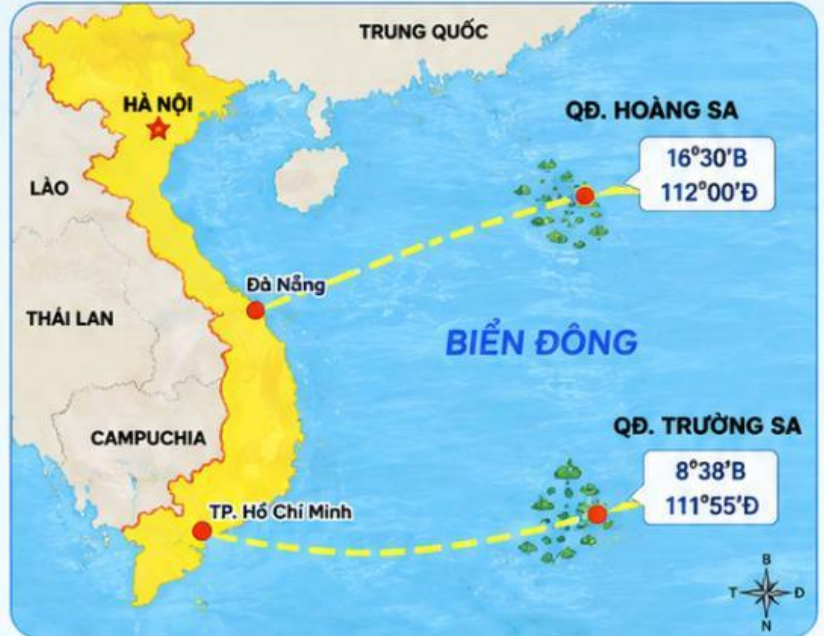 TRUNG QUỐC
HÀ NỘI
QĐ. HOÀNG SA
16°30'B
112°00'Đ
LÀO
Đà Nẵng
THÁI LAN
BIỂN ĐÔNG
CAMPUCHIA
QĐ. TRƯỜNG SA
8°38'B
111°55'Đ
TP. Hồ Chí Minh
B
T
D
N